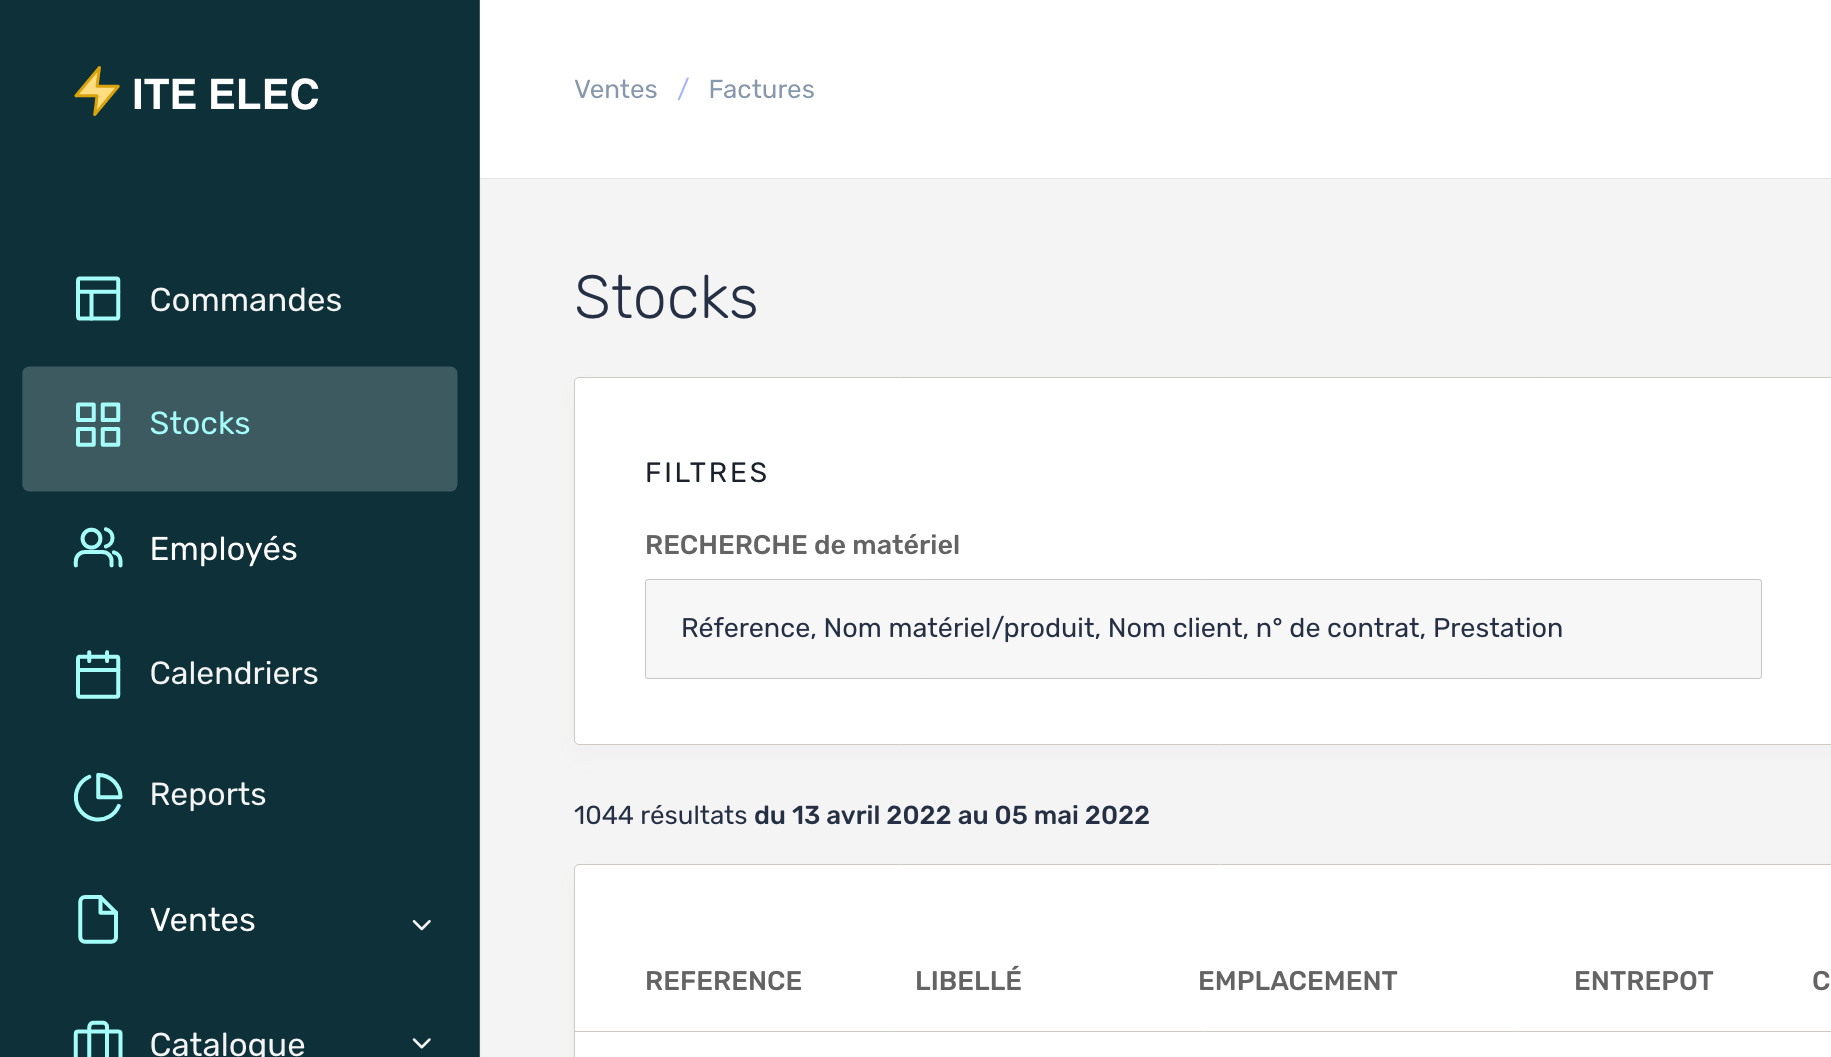 ITE ELEC
Commandes
Stocks
Employés
Calendriers
Reports
Ventes
Catalogue
Ventes / Factures
Stocks
FILTRES
RECHERCHE de matériel
Réference, Nom matériel/produit, Nom client, n° de contrat, Prestation
1044 résultats du 13 avril 2022 au 05 mai 2022
REFERENCE LIBELLÉ EMPLACEMENT ENTREPOT